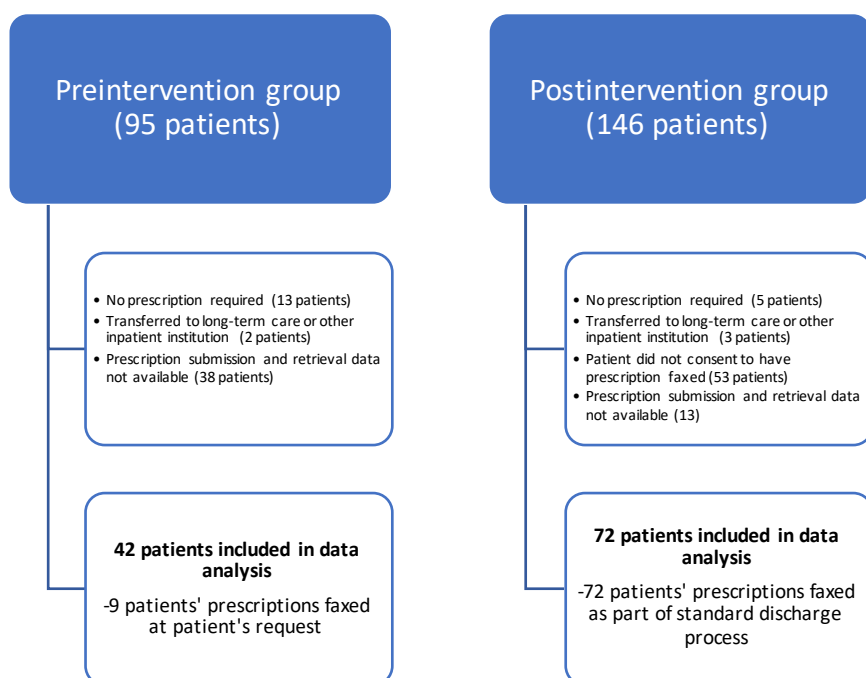 Preintervention group
(95 patients)
• No prescription required (13 patients)
• Transferred to long-term care or other
inpatient institution (2 patients)
• Prescription submission and retrieval data
not available (38 patients)
42 patients included in data
analysis
-9 patients' prescriptions faxed
at patient's request
Postintervention group
(146 patients)
• No prescription required (5 patients)
• Transferred to long-term care or other
inpatient institution (3 patients)
• Patient did not consent to have
prescription faxed (53 patients)
• Prescription submission and retrieval data
not available (13)
72 patients included in data
analysis
-72 patients' prescriptions faxed
as part of standard discharge
process